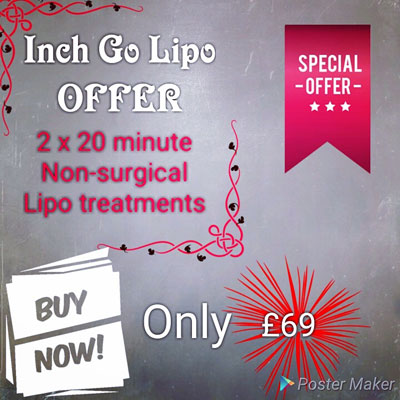 Inch Go Lipo
OFFER
2 x 20 minute
Non-surgical
Lipo treatments
SPECIAL
-OFFER-
BUY
NOW!
Only £69
Poster Maker